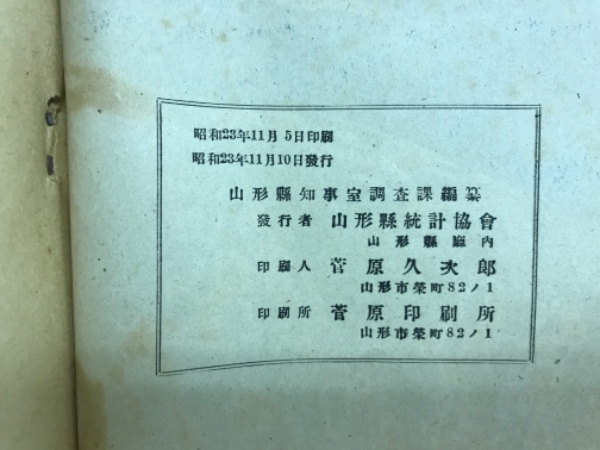 昭和23年11月5日印刷
昭和23年11月10日發行
山形縣知事室調査課編纂
發行者 山形縣統計協會
山形縣廳內
印刷人 菅原久次郎
山形市榮町82ノ1
印刷所 菅原印刷所
山形市榮町82ノ1